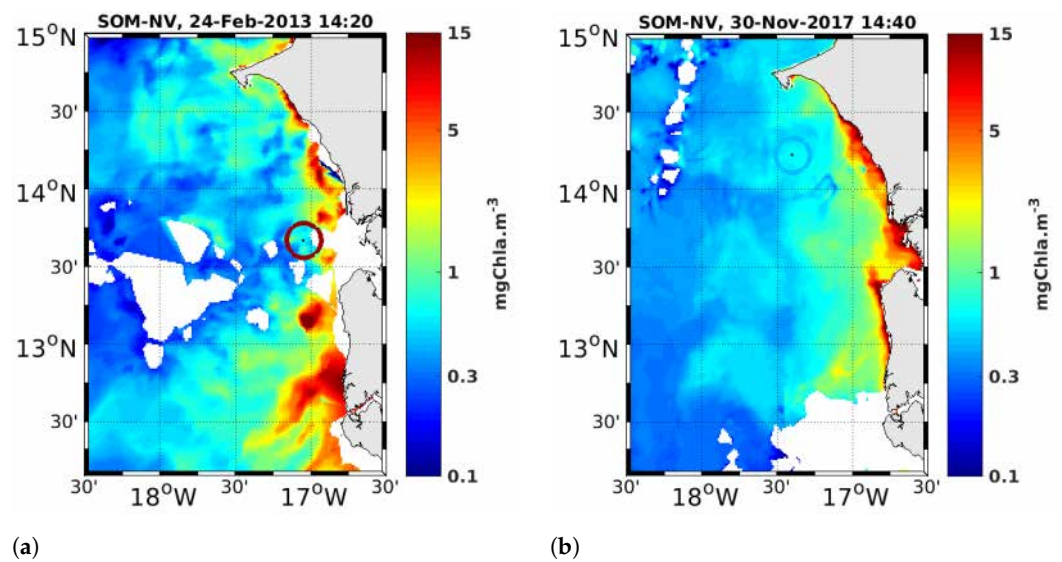 SOM-NV, 24-Feb-2013 14:20
15°N
30'
14°N
30'
13°N
30'
30'
18°W
30'
17°W
30'
15
5
1
0.3
0.1
mgChla.m-3
(a)
SOM-NV, 30-Nov-2017 14:40
15°N
30'
14°N
30'
13°N
30'
30'
18°W
30'
17°W
30'
15
5
1
0.3
0.1
mgChla.m-3
(b)